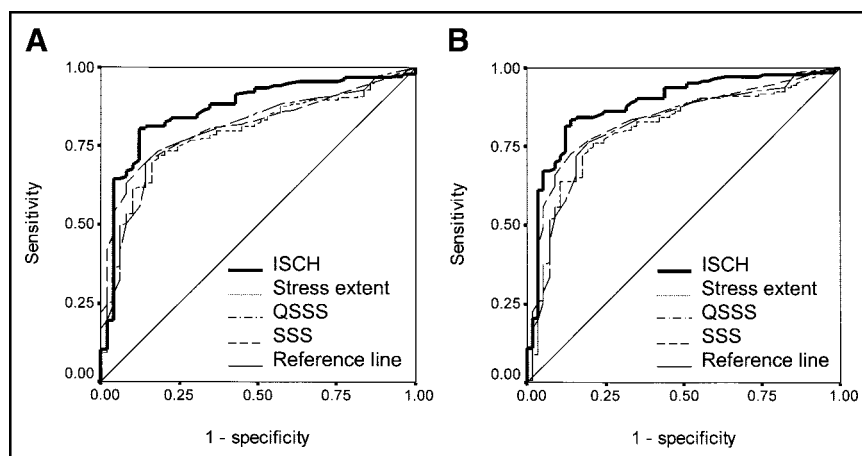 A
1.00
0.75
0.50
0.25
0.00
Sensitivity
ISCH
Stress extent
QSSS
SSS
Reference line
0.00 0.25 0.50 0.75 1.00
1 - specificity
B
1.00
0.75
0.50
0.25
0.00
Sensitivity
ISCH
Stress extent
QSSS
SSS
Reference line
0.00 0.25 0.50 0.75 1.00
1 - specificity